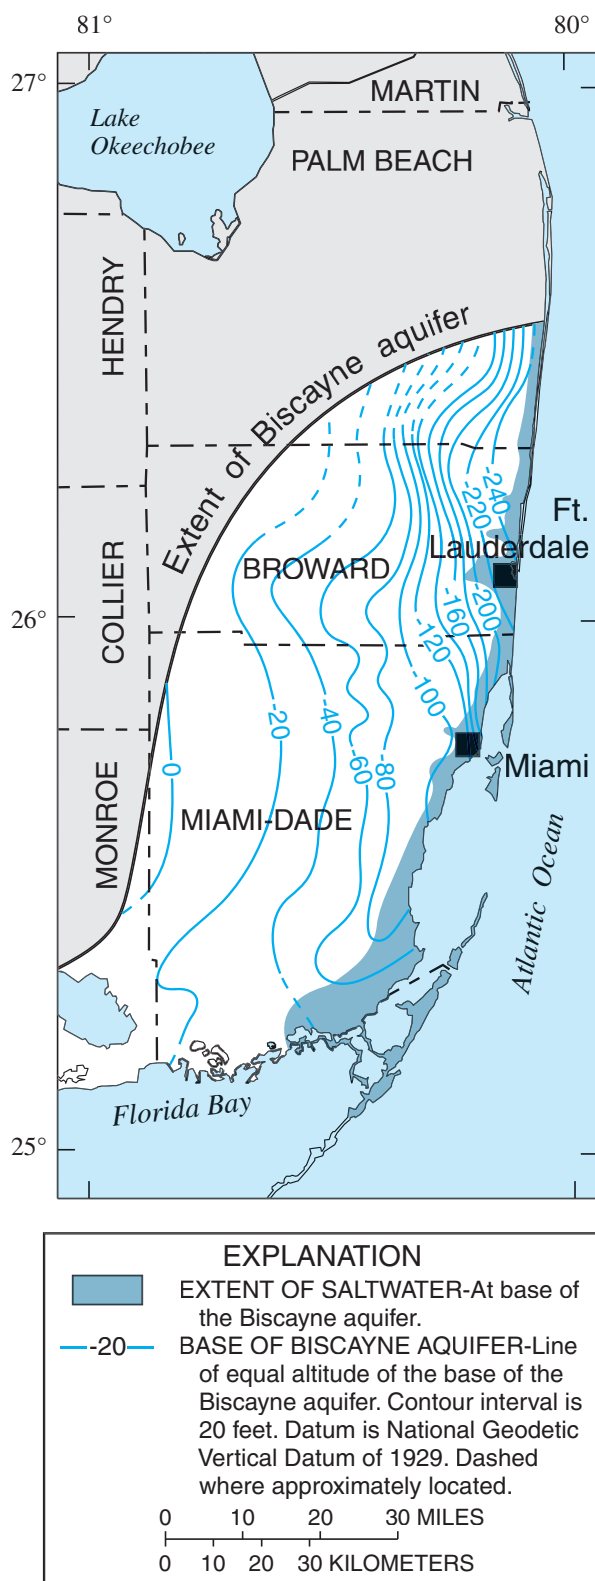 81°
80°
27°
MARTIN
Lake
Okeechobee
PALM BEACH
HENDRY
Extent of Biscayne aquifer
-240
-220
Ft.
Lauderdale
BROWARD
COLLIER
26°
-200
-160
-120
-100
-20
-40
-60
-80
0
Miami
MIAMI-DADE
MONROE
Atlantic Ocean
Florida Bay
25°
EXPLANATION
EXTENT OF SALTWATER-At base of
the Biscayne aquifer.
-20
BASE OF BISCAYNE AQUIFER-Line
of equal altitude of the base of the
Biscayne aquifer. Contour interval is
20 feet. Datum is National Geodetic
Vertical Datum of 1929. Dashed
where approximately located.
0 10 20 30 MILES
0 10 20 30 KILOMETERS